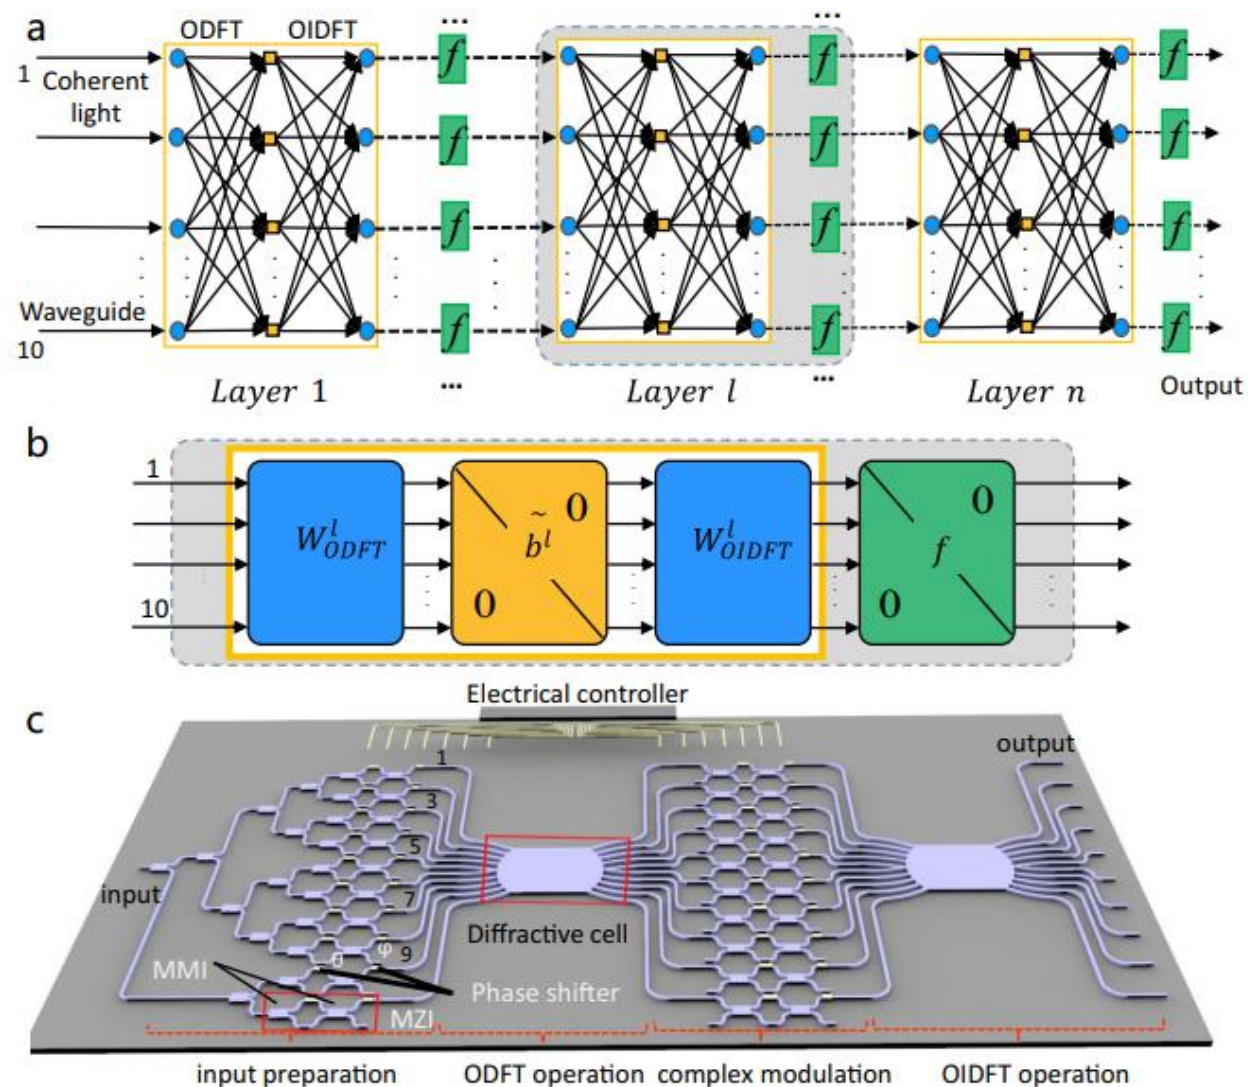 a
ODFT OIDFT
... ...
1 Coherent
light
f f f
f f f
f f f
Waveguide
10
f f f
... ...
Layer 1 Layer l Layer n Output
b
1
10
W^l_ODFT
0 b̃^l 0
W^l_OIDFT
0 f 0
Electrical controller
c
output
1
3
5
7
9
input
Diffractive cell
φ
θ
MMI
Phase shifter
MZI
input preparation ODFT operation complex modulation OIDFT operation